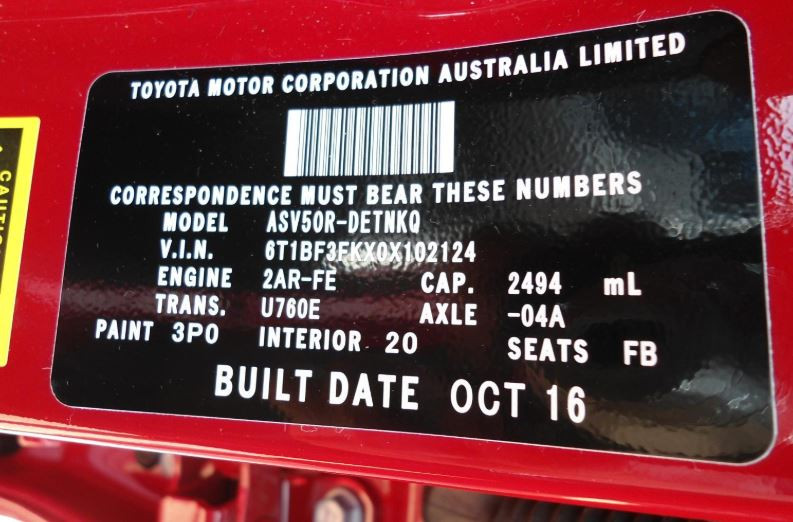 TOYOTA MOTOR CORPORATION AUSTRALIA LIMITED
CORRESPONDENCE MUST BEAR THESE NUMBERS
MODEL ASV50R-DETNKQ
V.I.N. 6T1BF3FKX0X102124
ENGINE 2AR-FE CAP. 2494 mL
TRANS. U760E AXLE -04A
PAINT 3P0 INTERIOR 20 SEATS FB
BUILT DATE OCT 16
CAUTION